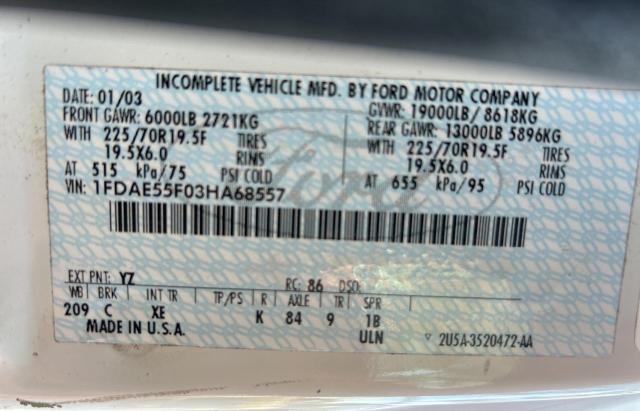 INCOMPLETE VEHICLE MFD. BY FORD MOTOR COMPANY
DATE: 01/03 GVWR: 19000LB / 8618KG
FRONT GAWR: 6000LB 2721KG REAR GAWR: 13000LB 5896KG
WITH 225/70R19.5F TIRES WITH 225/70R19.5F TIRES
19.5X6.0 RIMS 19.5X6.0 RIMS
AT 515 kPa/75 PSI COLD AT 655 kPa/95 PSI COLD
VIN: 1FDAE55F03HA68557
Ford
EXT PNT: YZ RC: 86 DSO:
WB BRK INT TR TP/PS R AXLE TR SPR
209 C XE K 84 9 1B
MADE IN U.S.A. ULN ▽ 2U5A-3520472-AA